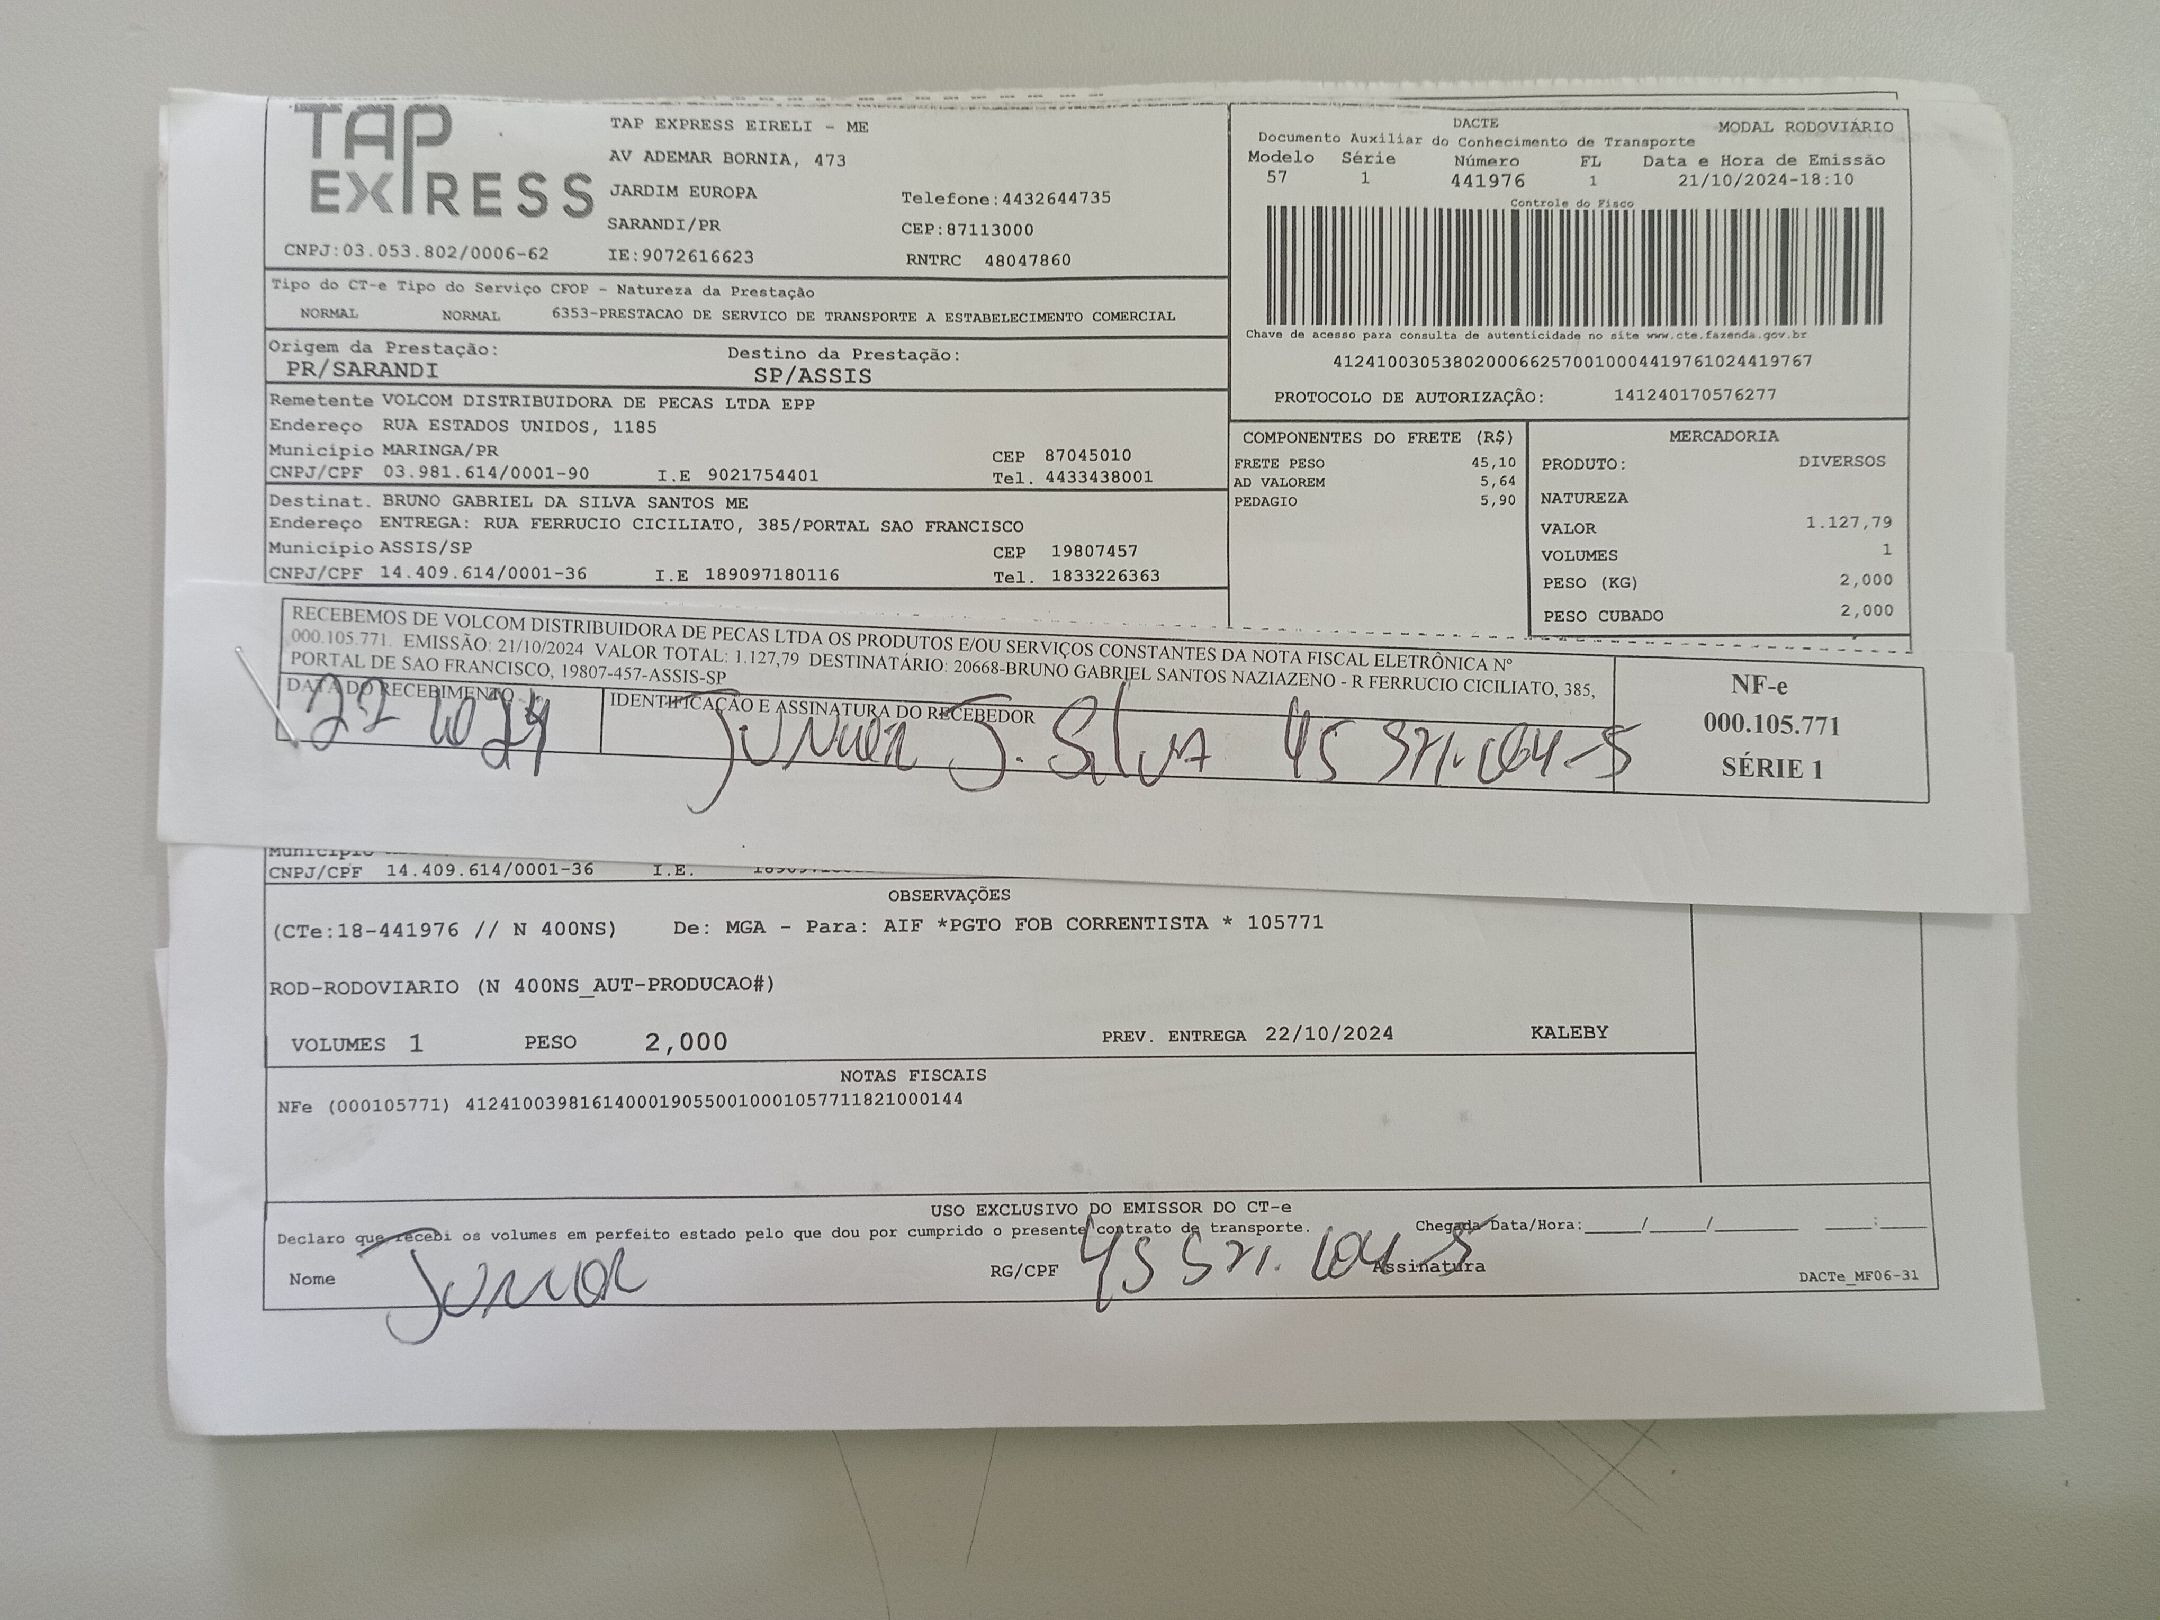 TAP
EXPRESS
TAP EXPRESS EIRELI - ME
AV ADEMAR BORNIA, 473
JARDIM EUROPA
Telefone:4432644735
SARANDI/PR
CEP:87113000
CNPJ:03.053.802/0006-62
IE:9072616623
RNTRC 48047860
DACTE
MODAL RODOVIÁRIO
Documento Auxiliar do Conhecimento de Transporte
Modelo Série Número FL Data e Hora de Emissão
57 1 441976 1 21/10/2024-18:10
Controle do Fisco
Chave de acesso para consulta de autenticidade no site www.cte.fazenda.gov.br
41241003053802000662570010004419761024419767
PROTOCOLO DE AUTORIZAÇÃO: 141240170576277
Tipo do CT-e Tipo do Serviço CFOP - Natureza da Prestação
NORMAL NORMAL 6353-PRESTACAO DE SERVICO DE TRANSPORTE A ESTABELECIMENTO COMERCIAL
Origem da Prestação: Destino da Prestação:
PR/SARANDI SP/ASSIS
Remetente VOLCOM DISTRIBUIDORA DE PECAS LTDA EPP
Endereço RUA ESTADOS UNIDOS, 1185
Município MARINGA/PR CEP 87045010
CNPJ/CPF 03.981.614/0001-90 I.E 9021754401 Tel. 4433438001
Destinat. BRUNO GABRIEL DA SILVA SANTOS ME
Endereço ENTREGA: RUA FERRUCIO CICILIATO, 385/PORTAL SAO FRANCISCO
Município ASSIS/SP CEP 19807457
CNPJ/CPF 14.409.614/0001-36 I.E 189097180116 Tel. 1833226363
COMPONENTES DO FRETE (R$)
FRETE PESO 45,10
AD VALOREM 5,64
PEDAGIO 5,90
MERCADORIA
PRODUTO: DIVERSOS
NATUREZA
VALOR 1.127,79
VOLUMES 1
PESO (KG) 2,000
PESO CUBADO 2,000
RECEBEMOS DE VOLCOM DISTRIBUIDORA DE PECAS LTDA OS PRODUTOS E/OU SERVIÇOS CONSTANTES DA NOTA FISCAL ELETRÔNICA Nº
000.105.771. EMISSÃO: 21/10/2024 VALOR TOTAL: 1.127,79 DESTINATÁRIO: 20668-BRUNO GABRIEL SANTOS NAZIAZENO - R FERRUCIO CICILIATO, 385,
PORTAL DE SAO FRANCISCO, 19807-457-ASSIS-SP
DATA DO RECEBIMENTO
IDENTIFICAÇÃO E ASSINATURA DO RECEBEDOR
22 10 24
Junior J. Silva
NF-e
000.105.771
SÉRIE 1
Município
CNPJ/CPF 14.409.614/0001-36 I.E.
OBSERVAÇÕES
(CTe:18-441976 // N 400NS) De: MGA - Para: AIF *PGTO FOB CORRENTISTA * 105771
ROD-RODOVIARIO (N 400NS_AUT-PRODUCAO#)
VOLUMES 1 PESO 2,000 PREV. ENTREGA 22/10/2024 KALEBY
NOTAS FISCAIS
NFe (000105771) 41241003981614000190550010001057711821000144
USO EXCLUSIVO DO EMISSOR DO CT-e
Declaro que recebi os volumes em perfeito estado pelo que dou por cumprido o presente contrato de transporte. Chegada Data/Hora:_____/_____/_______ ____:____
Nome Junior RG/CPF Assinatura
DACTe_MF06-31